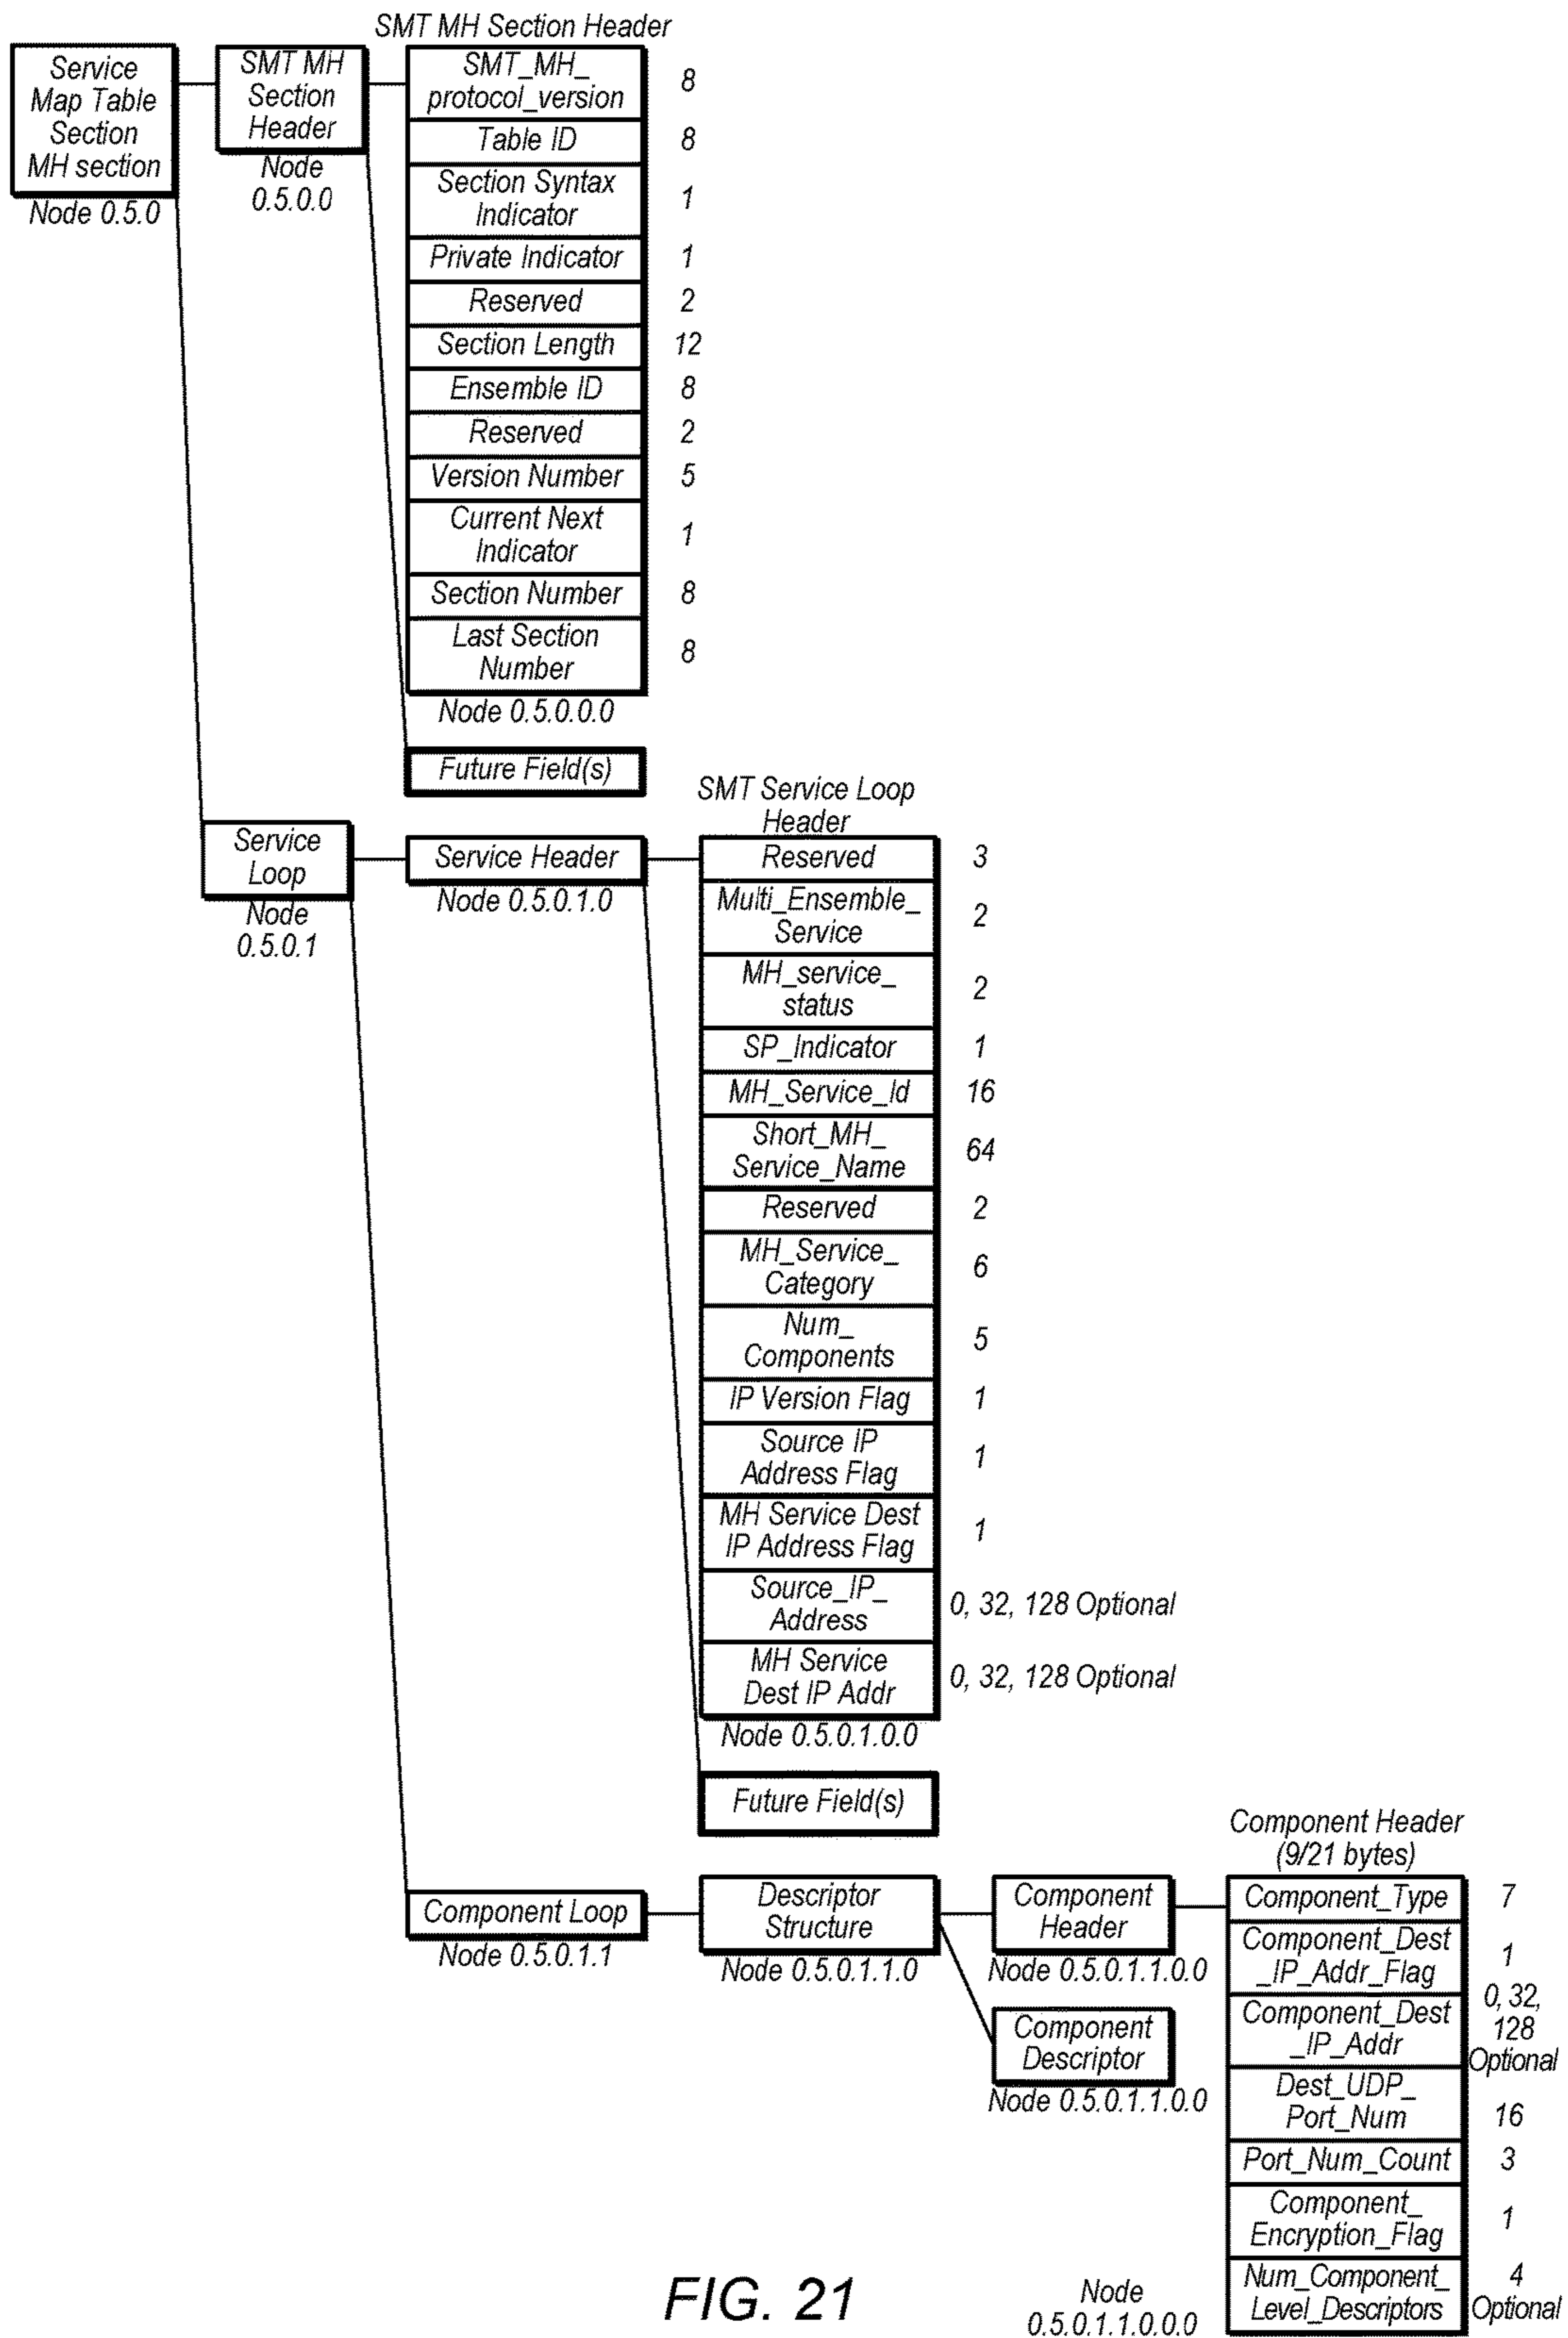 SMT MH Section Header
Service
Map Table
Section
MH section
Node 0.5.0
SMT MH
Section
Header
Node
0.5.0.0
SMT_MH_
protocol_version
8
Table ID
8
Section Syntax
Indicator
1
Private Indicator
1
Reserved
2
Section Length
12
Ensemble ID
8
Reserved
2
Version Number
5
Current Next
Indicator
1
Section Number
8
Last Section
Number
8
Node 0.5.0.0.0
Future Field(s)
Service
Loop
Node
0.5.0.1
Service Header
Node 0.5.0.1.0
SMT Service Loop
Header
Reserved
3
Multi_Ensemble_
Service
2
MH_service_
status
2
SP_Indicator
1
MH_Service_Id
16
Short_MH_
Service_Name
64
Reserved
2
MH_Service_
Category
6
Num_
Components
5
IP Version Flag
1
Source IP
Address Flag
1
MH Service Dest
IP Address Flag
1
Source_IP_
Address
0, 32, 128 Optional
MH Service
Dest IP Addr
0, 32, 128 Optional
Node 0.5.0.1.0.0
Future Field(s)
Component Loop
Node 0.5.0.1.1
Descriptor
Structure
Node 0.5.0.1.1.0
Component
Header
Node 0.5.0.1.1.0.0
Component
Descriptor
Node 0.5.0.1.1.0.0
Component Header
(9/21 bytes)
Component_Type
7
Component_Dest
_IP_Addr_Flag
1
Component_Dest
_IP_Addr
0, 32,
128
Optional
Dest_UDP_
Port_Num
16
Port_Num_Count
3
Component_
Encryption_Flag
1
Num_Component_
Level_Descriptors
4
Optional
Node
0.5.0.1.1.0.0.0
FIG. 21